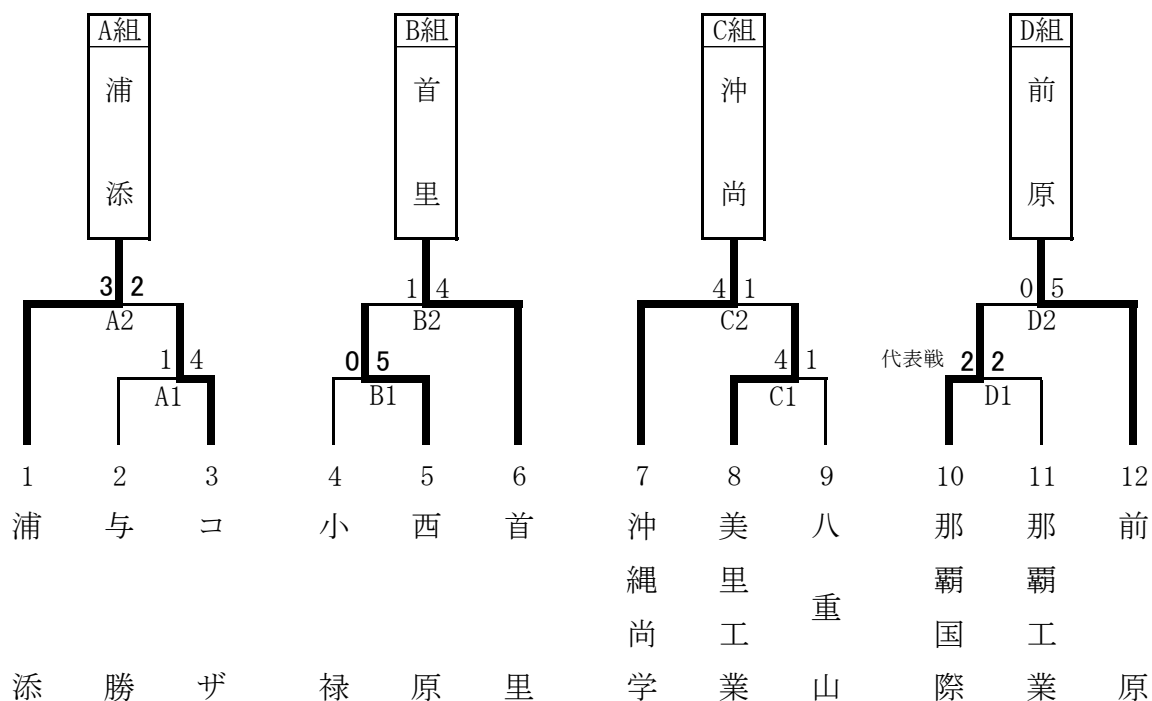 A組 B組 C組 D組
浦添 首里 沖尚 前原
3 2 1 4 4 1 0 5
A2 B2 C2 D2
1 4 0 5 4 1 代表戦 2 2
A1 B1 C1 D1
1 2 3 4 5 6 7 8 9 10 11 12
浦添 与勝 コザ 小禄 西原 首里 沖縄尚学 美里工業 八重山 那覇国際 那覇工業 前原